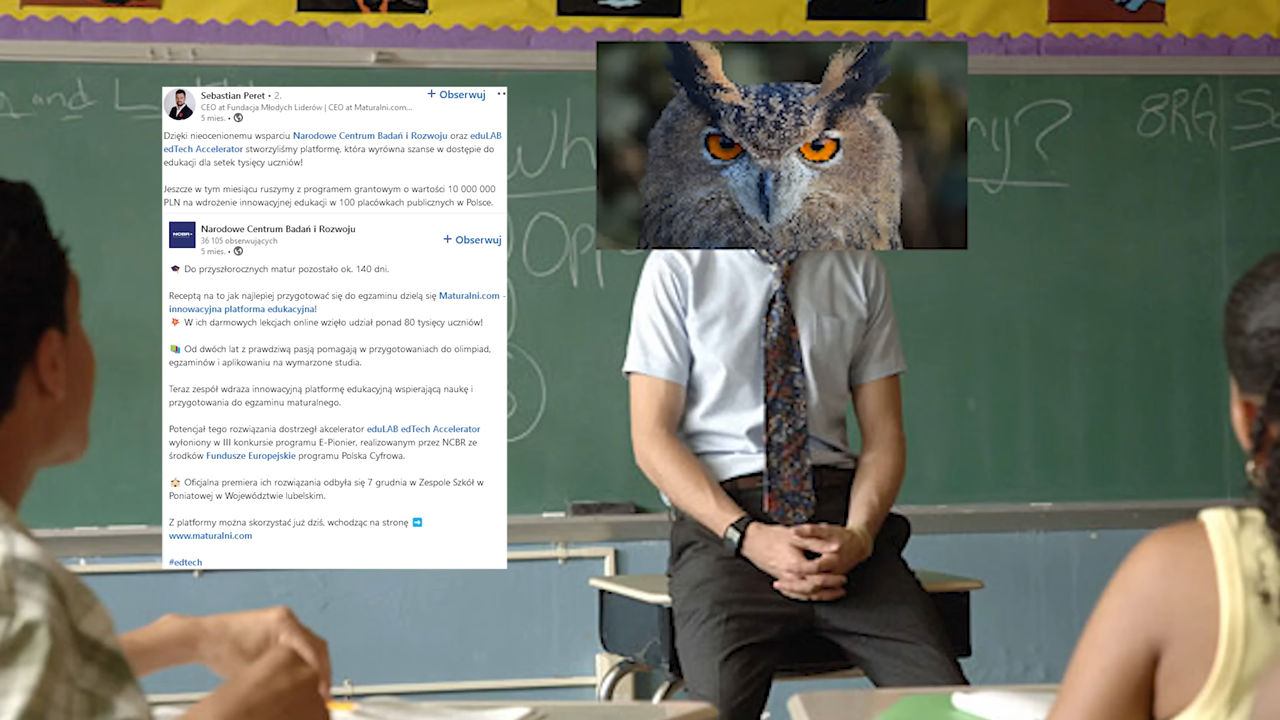 Sebastian Peret • 2.
+ Obserwuj
CEO at Fundacja Młodych Liderów | CEO at Maturalni.com...
5 mies. •
Dzięki nieocenionemu wsparciu Narodowe Centrum Badań i Rozwoju oraz eduLAB
edTech Accelerator stworzyliśmy platformę, która wyrówna szanse w dostępie do
edukacji dla setek tysięcy uczniów!
Jeszcze w tym miesiącu ruszymy z programem grantowym o wartości 10 000 000
PLN na wdrożenie innowacyjnej edukacji w 100 placówkach publicznych w Polsce.
NCBR
Narodowe Centrum Badań i Rozwoju
36 105 obserwujących
+ Obserwuj
5 mies. •
Do przyszłorocznych matur pozostało ok. 140 dni.
Receptą na to jak najlepiej przygotować się do egzaminu dzielą się Maturalni.com -
innowacyjna platforma edukacyjna!
W ich darmowych lekcjach online wzięło udział ponad 80 tysięcy uczniów!
Od dwóch lat z prawdziwą pasją pomagają w przygotowaniach do olimpiad,
egzaminów i aplikowaniu na wymarzone studia.
Teraz zespół wdraża innowacyjną platformę edukacyjną wspierającą naukę i
przygotowania do egzaminu maturalnego.
Potencjał tego rozwiązania dostrzegł akcelerator eduLAB edTech Accelerator
wyłoniony w III konkursie programu E-Pionier, realizowanym przez NCBR ze
środków Fundusze Europejskie programu Polska Cyfrowa.
Oficjalna premiera ich rozwiązania odbyła się 7 grudnia w Zespole Szkół w
Poniatowej w Województwie lubelskim.
Z platformy można skorzystać już dziś, wchodząc na stronę
www.maturalni.com
#edtech
and
Wh
ry?
8RG
Opp